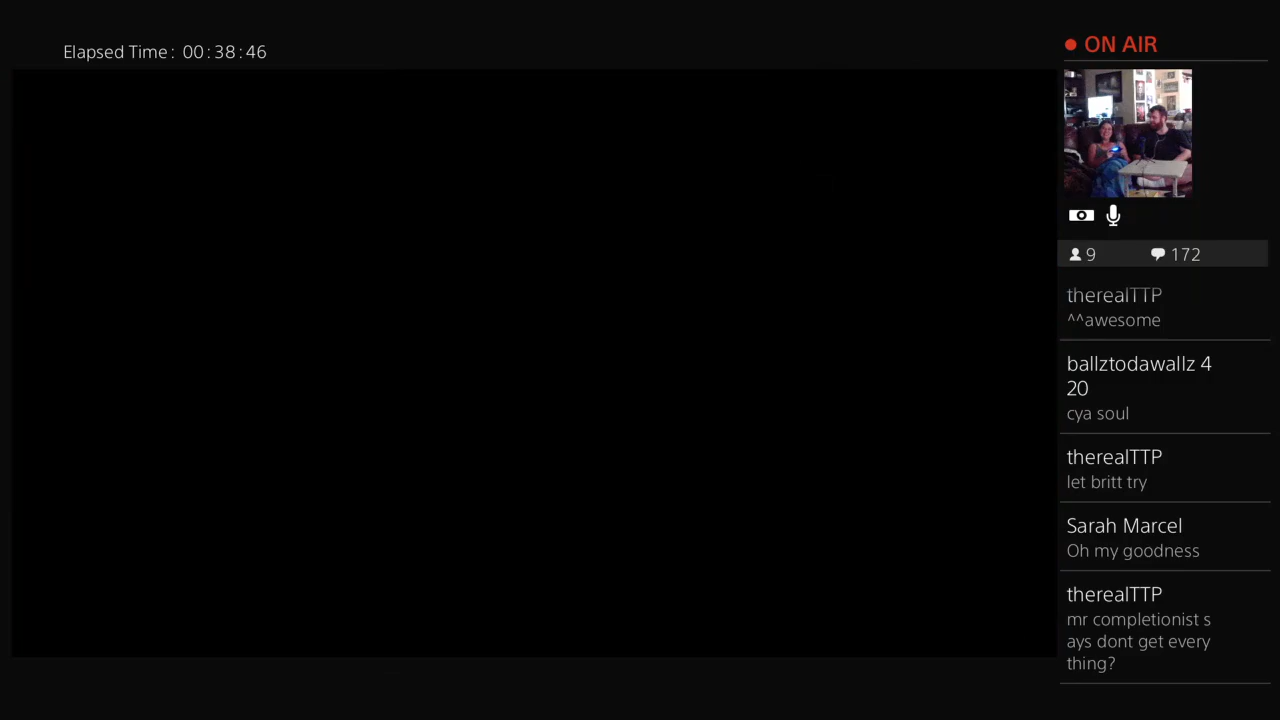 Elapsed Time: 00:38:46
ON AIR
9 172
therealTTP
^^awesome
ballztodawallz 4
20
cya soul
therealTTP
let britt try
Sarah Marcel
Oh my goodness
therealTTP
mr completionist s
ays dont get every
thing?